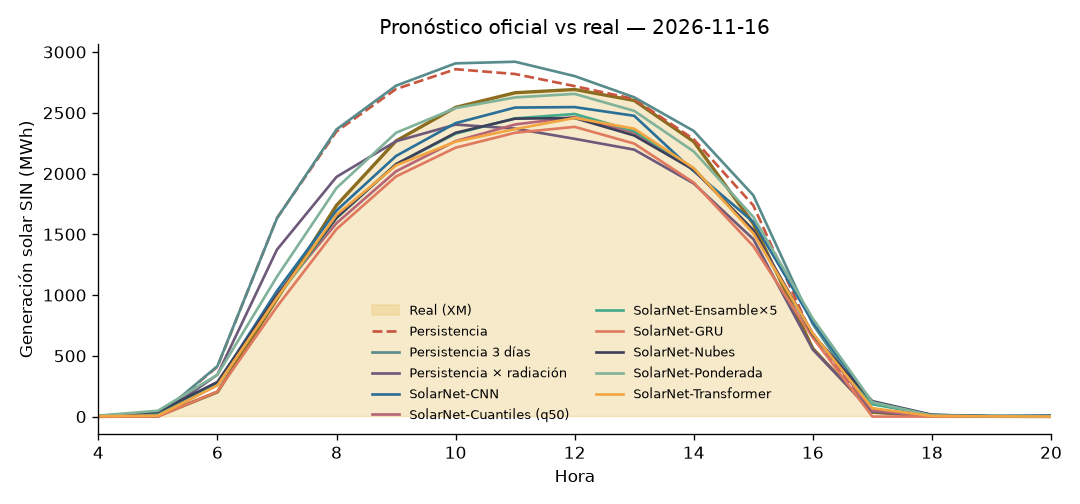 Pronóstico oficial vs real — 2026-11-16
Generación solar SIN (MWh)
3000
2500
2000
1500
1000
500
0
Real (XM)
Persistencia
Persistencia 3 días
Persistencia × radiación
SolarNet-CNN
SolarNet-Cuantiles (q50)
SolarNet-Ensamble×5
SolarNet-GRU
SolarNet-Nubes
SolarNet-Ponderada
SolarNet-Transformer
4 6 8 10 12 14 16 18 20
Hora